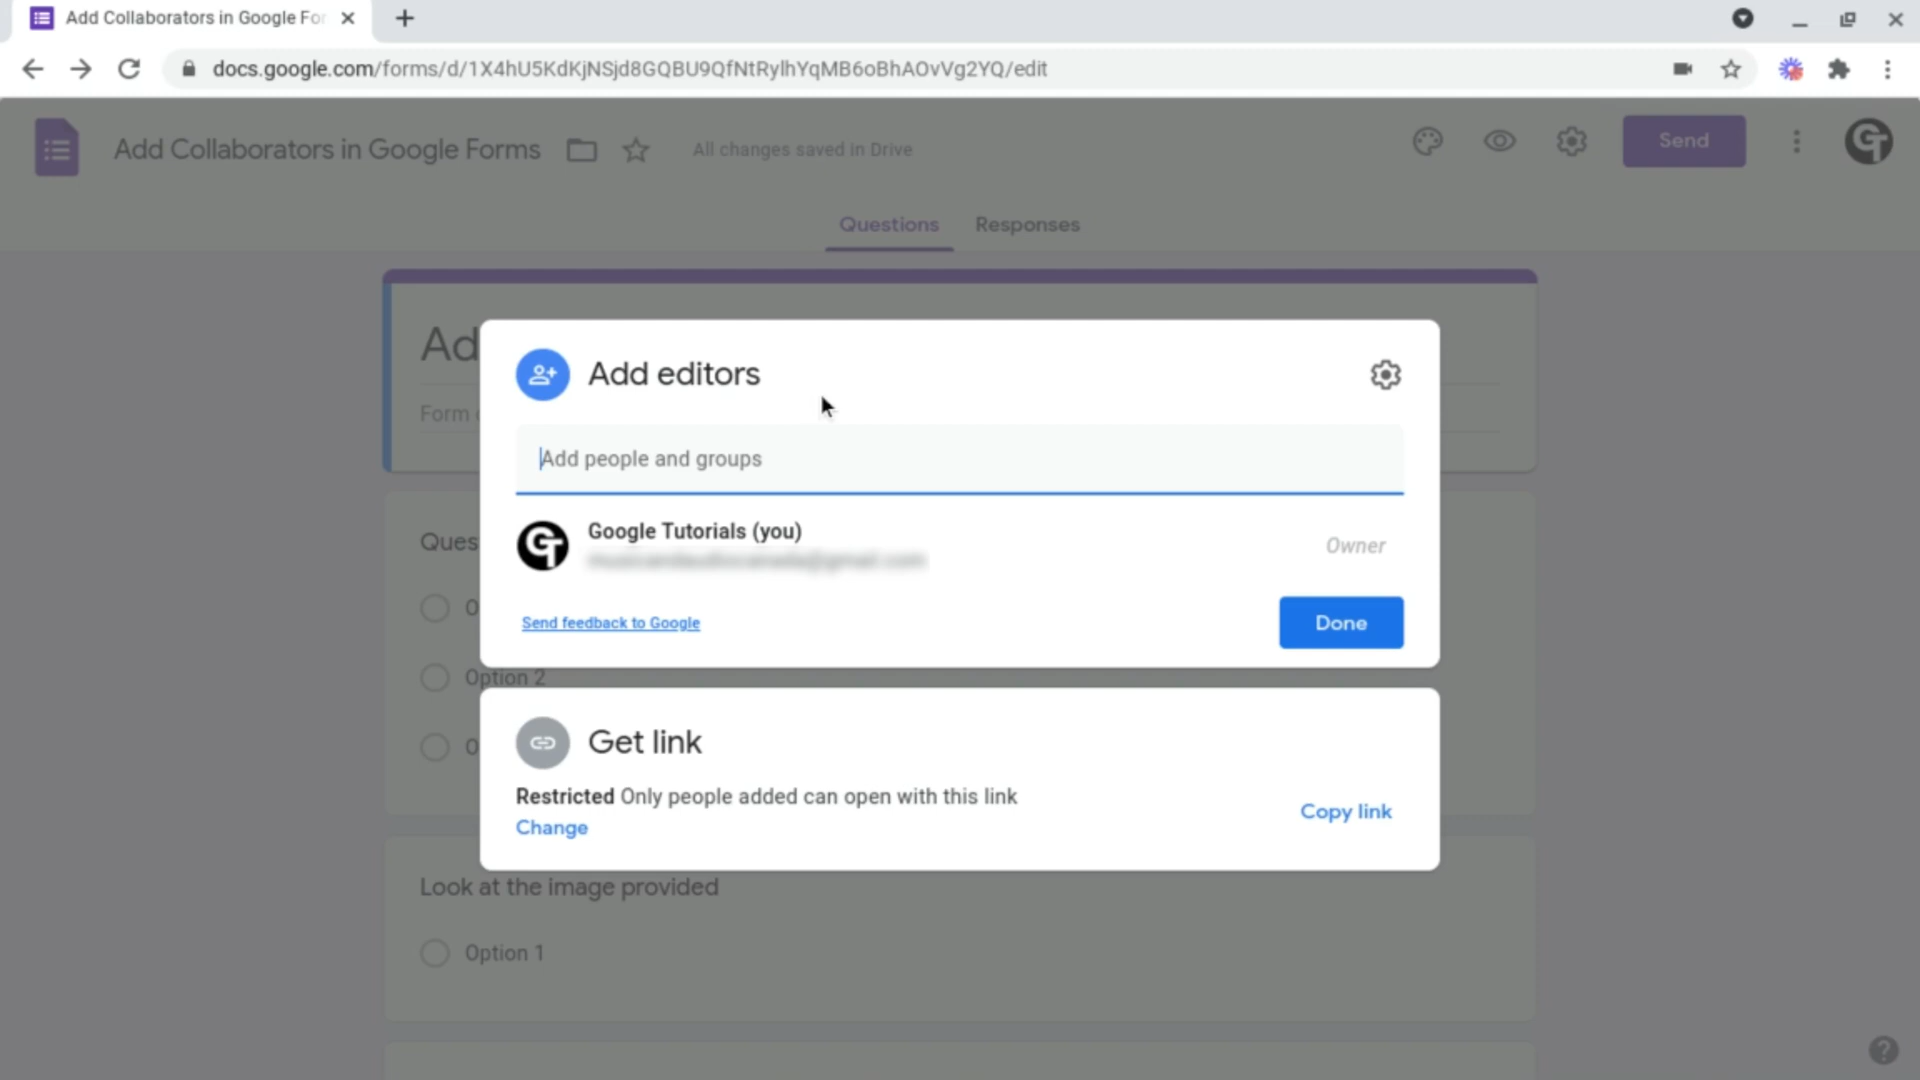 Add Collaborators in Google For
docs.google.com/forms/d/1X4hU5KdKjNSjd8GQBU9QfNtRylhYqMB6oBhAOvVg2YQ/edit
Add Collaborators in Google Forms
All changes saved in Drive
Send
Questions
Responses
Ad
Form
Add editors
Add people and groups
Google Tutorials (you)
Owner
Ques
Send feedback to Google
Done
Option 2
Get link
Restricted Only people added can open with this link
Change
Copy link
Look at the image provided
Option 1